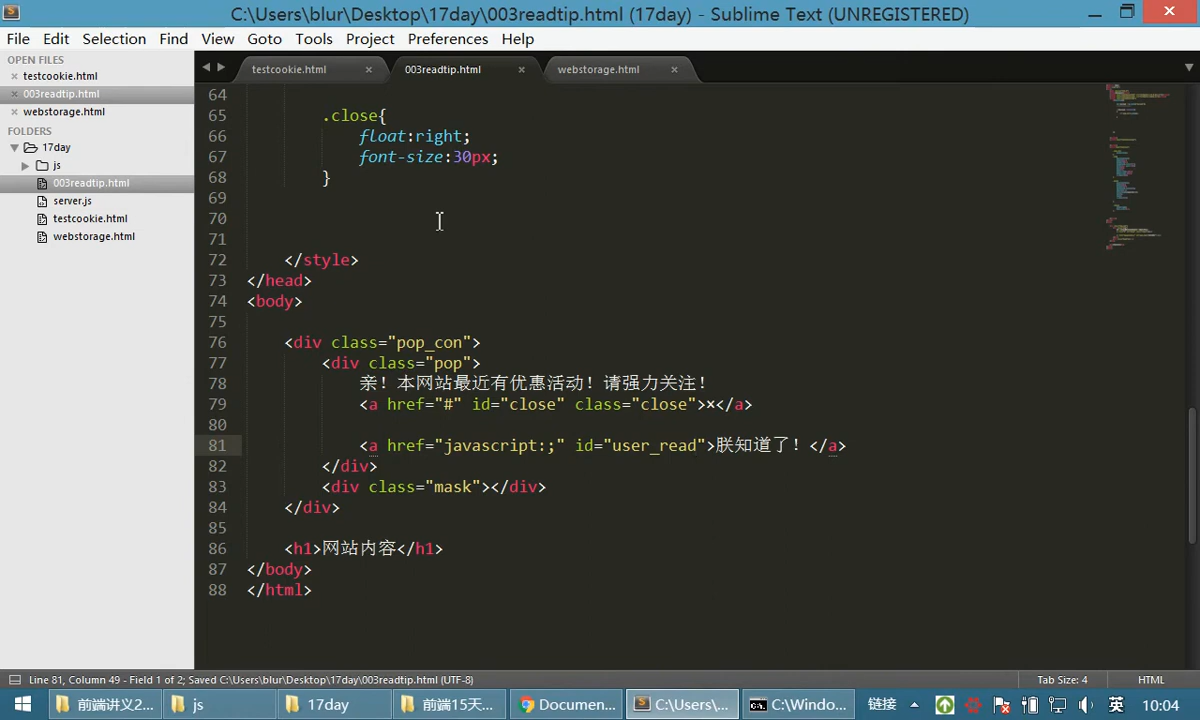 C:\Users\blur\Desktop\17day\003readtip.html (17day) - Sublime Text (UNREGISTERED)
File Edit Selection Find View Goto Tools Project Preferences Help
OPEN FILES
testcookie.html
003readtip.html
webstorage.html
FOLDERS
17day
js
003readtip.html
server.js
testcookie.html
webstorage.html
testcookie.html × 003readtip.html × webstorage.html ×
64
65 .close{
66 float:right;
67 font-size:30px;
68 }
69
70
71
72 </style>
73 </head>
74 <body>
75
76 <div class="pop_con">
77 <div class="pop">
78 亲！本网站最近有优惠活动！请强力关注！
79 <a href="#" id="close" class="close">×</a>
80
81 <a href="javascript:;" id="user_read">朕知道了！</a>
82 </div>
83 <div class="mask"></div>
84 </div>
85
86 <h1>网站内容</h1>
87 </body>
88 </html>
Line 81, Column 49 - Field 1 of 2; Saved C:\Users\blur\Desktop\17day\003readtip.html (UTF-8) Tab Size: 4 HTML
前端讲义2... js 17day 前端15天... Documen... C:\Users/... C:\Windo... 链接 英 10:04